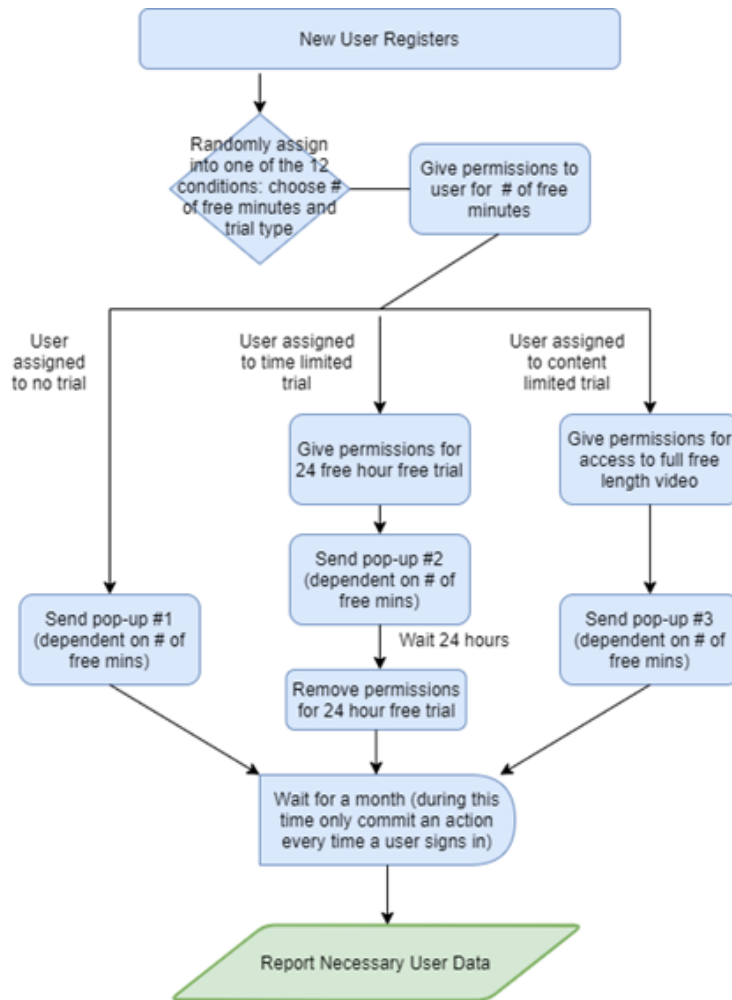 New User Registers
Randomly assign
into one of the 12
conditions: choose #
of free minutes and
trial type
Give permissions to
user for # of free
minutes
User
assigned
to no trial
User assigned
to time limited
trial
User assigned
to content
limited trial
Give permissions for
24 free hour free trial
Give permissions for
access to full free
length video
Send pop-up #2
(dependent on # of
free mins)
Send pop-up #1
(dependent on # of
free mins)
Send pop-up #3
(dependent on # of
free mins)
Wait 24 hours
Remove permissions
for 24 hour free trial
Wait for a month (during this
time only commit an action
every time a user signs in)
Report Necessary User Data